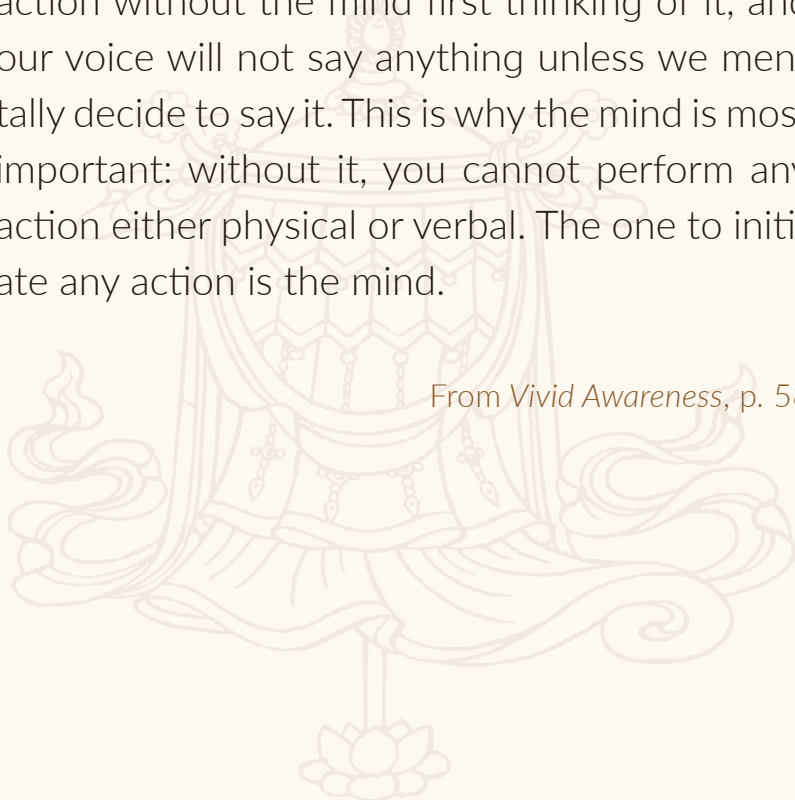 action without the mind first thinking of it, and
our voice will not say anything unless we men
tally decide to say it. This is why the mind is mos
important: without it, you cannot perform any
action either physical or verbal. The one to initi
ate any action is the mind.
From Vivid Awareness, p. 5